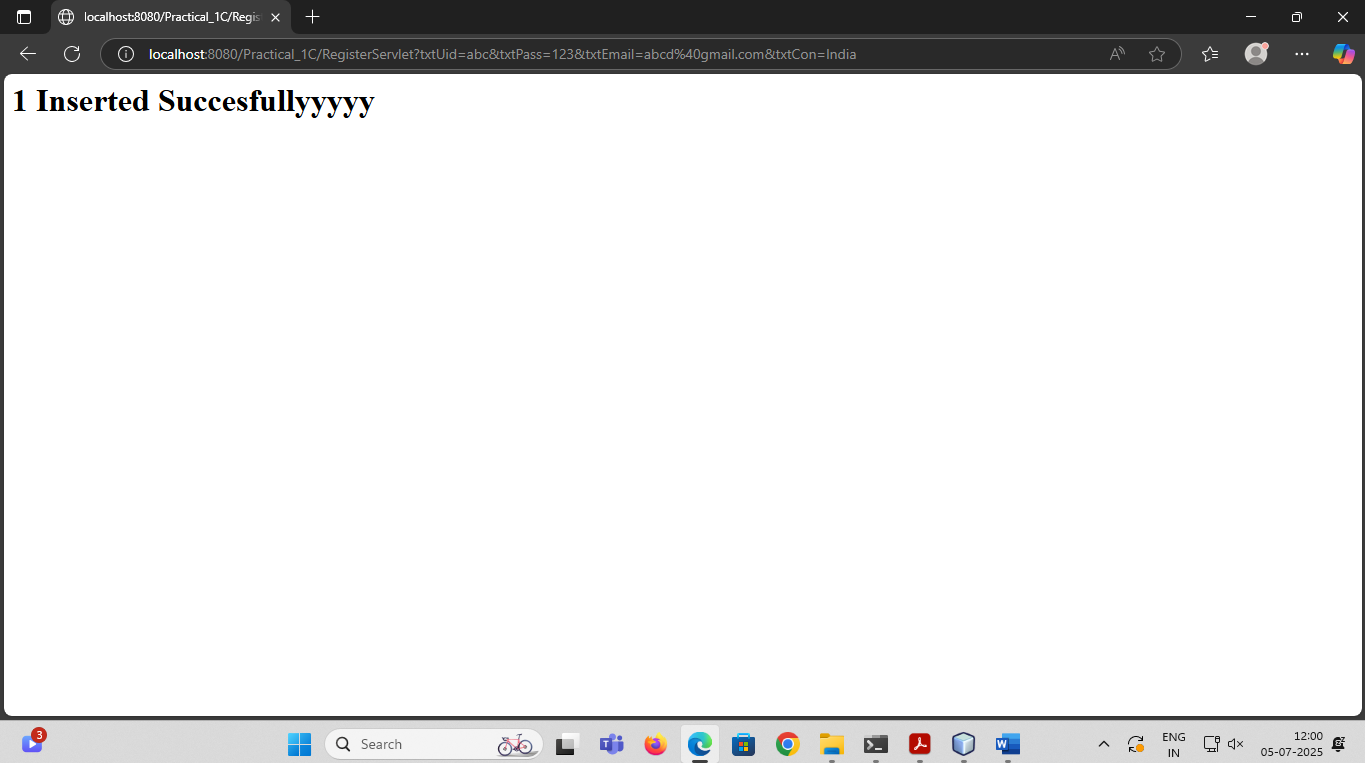 localhost:8080/Practical_1C/Regis
localhost:8080/Practical_1C/RegisterServlet?txtUid=abc&txtPass=123&txtEmail=abcd%40gmail.com&txtCon=India
1 Inserted Succesfullyyyyy
3
Search
ENG
IN
12:00
05-07-2025